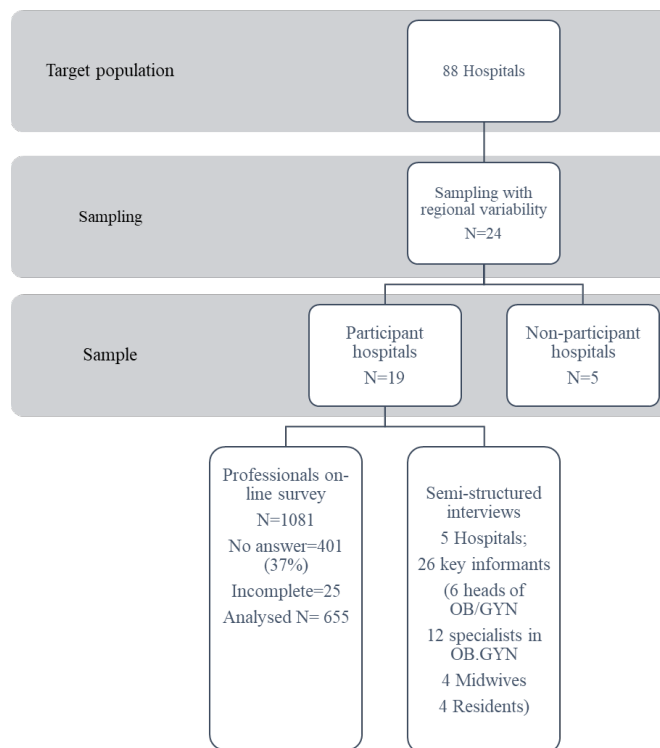 Target population
88 Hospitals
Sampling
Sampling with
regional variability
N=24
Sample
Participant
hospitals
N=19
Non-participant
hospitals
N=5
Professionals on-
line survey
N=1081
No answer=401
(37%)
Incomplete=25
Analysed N= 655
Semi-structured
interviews
5 Hospitals;
26 key informants
(6 heads of
OB/GYN
12 specialists in
OB.GYN
4 Midwives
4 Residents)